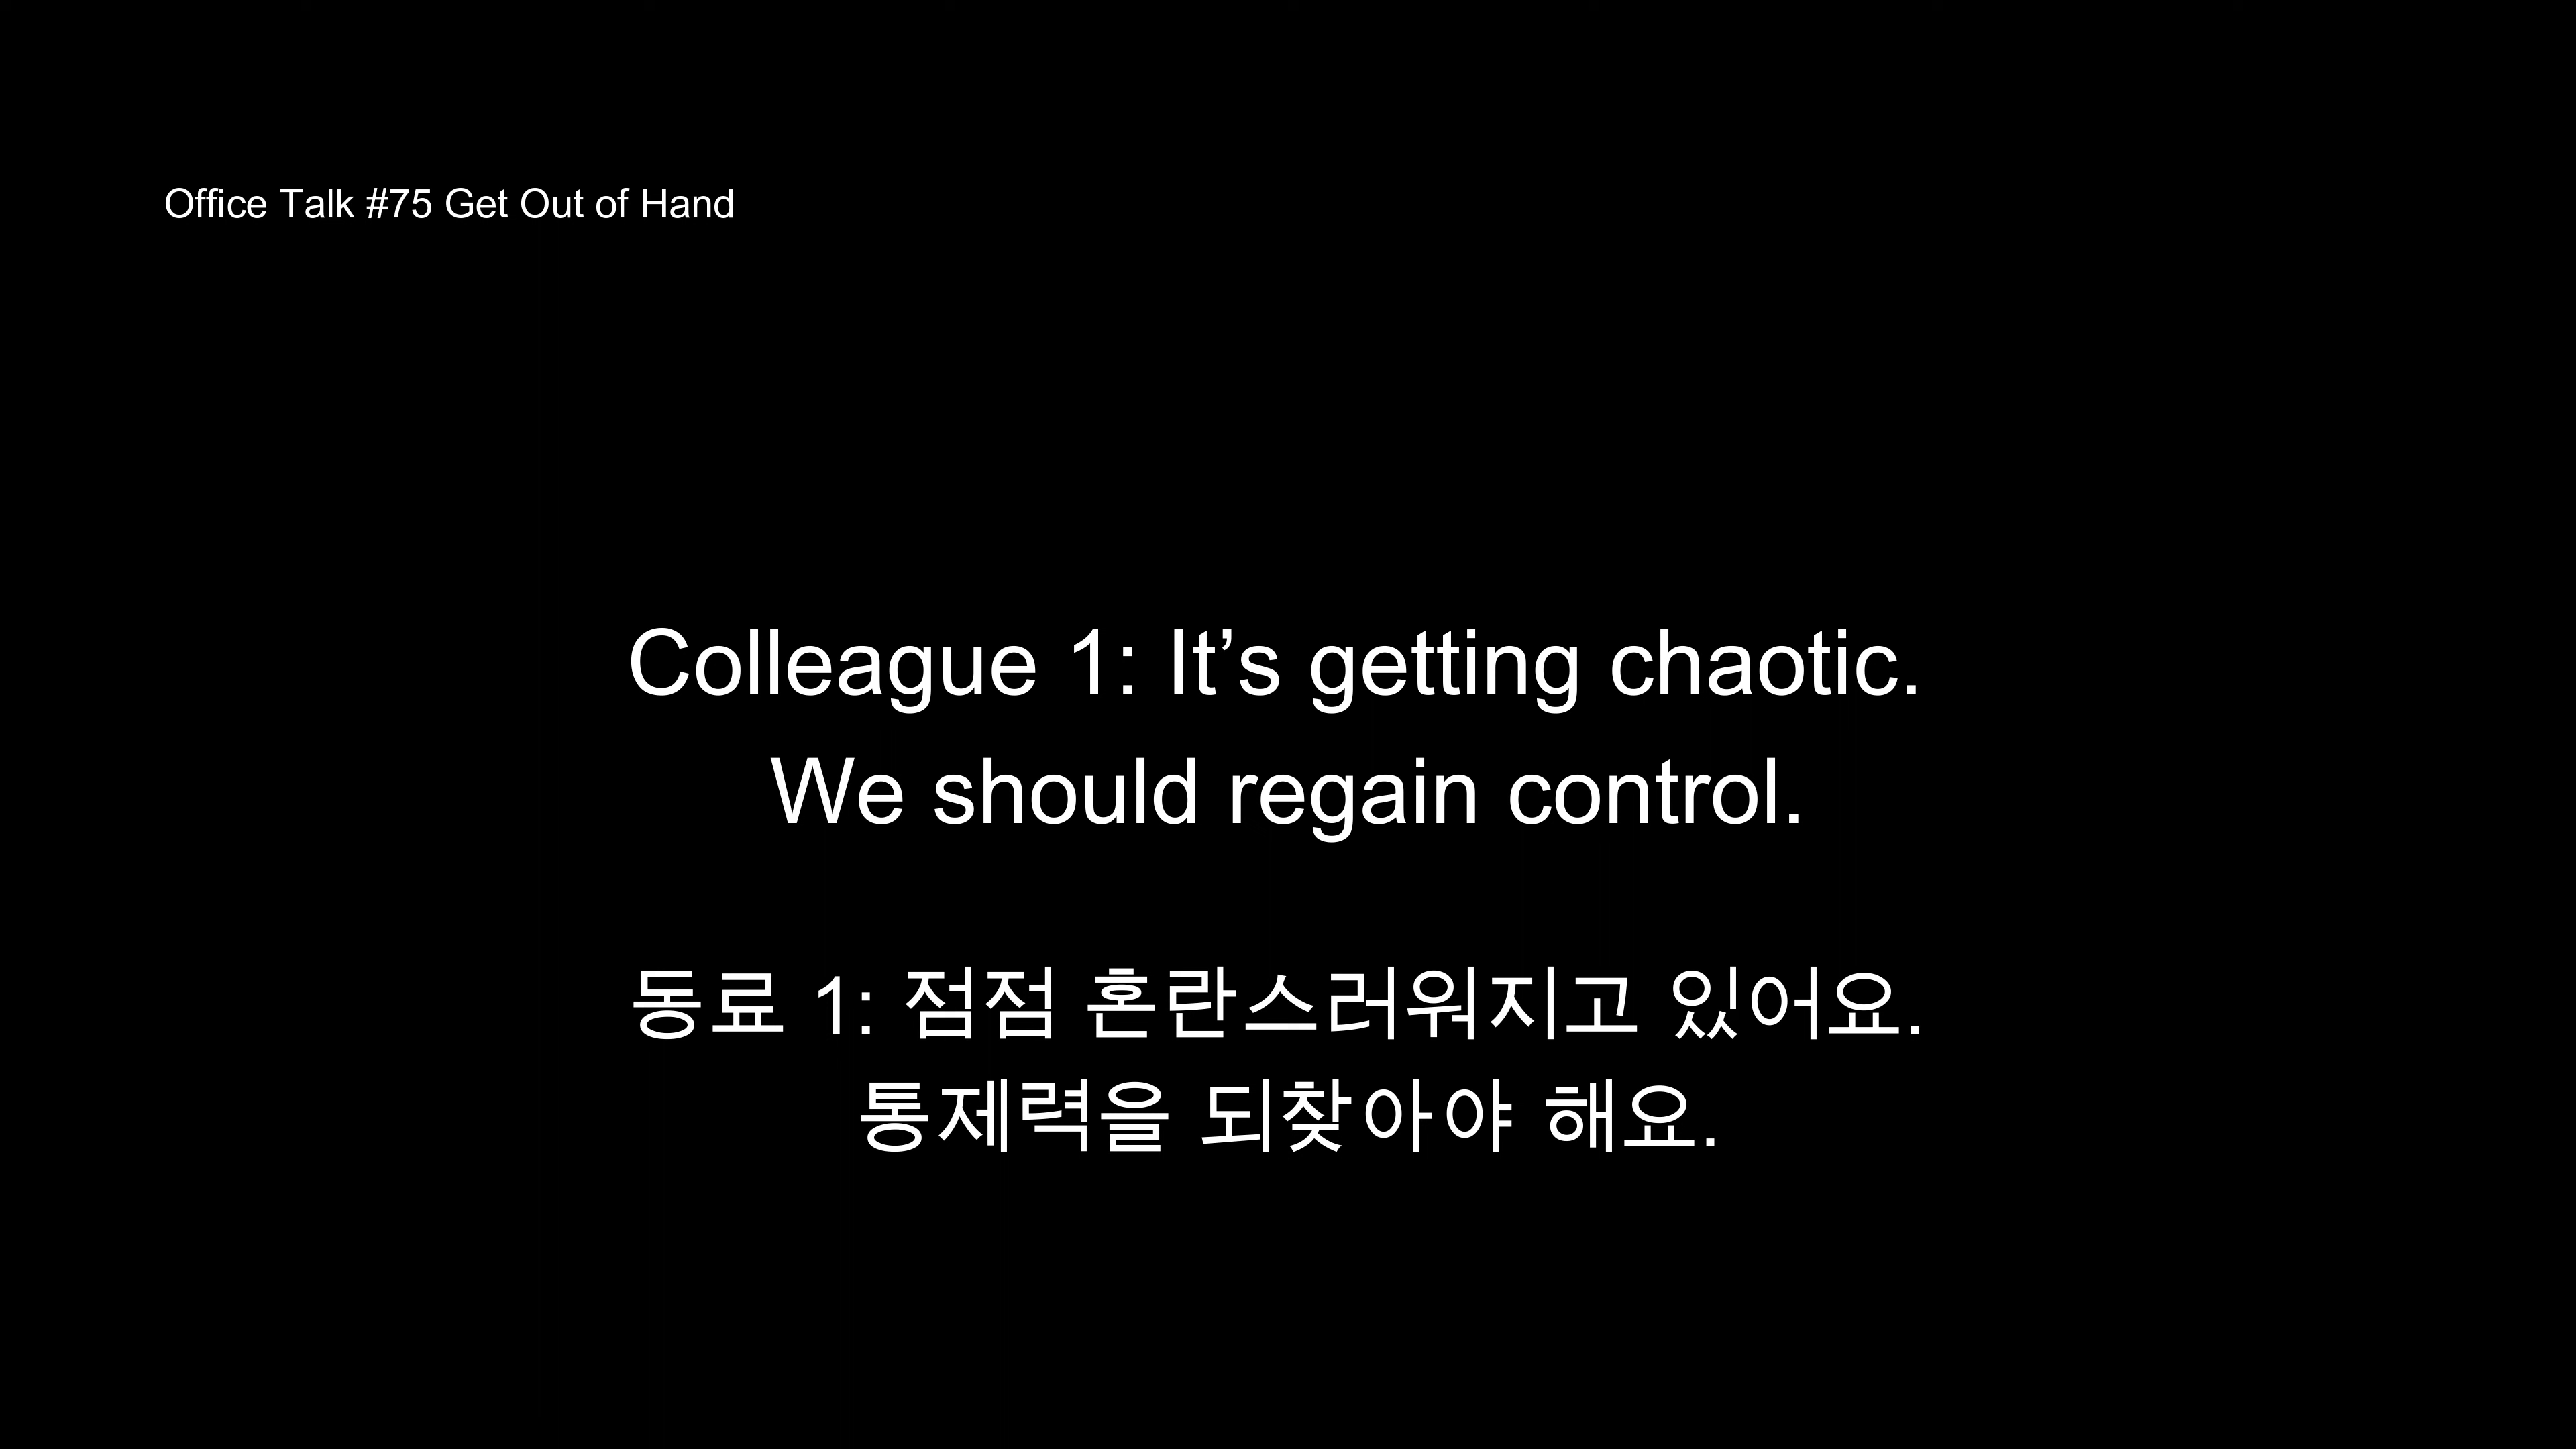 Office Talk #75 Get Out of Hand
Colleague 1: It’s getting chaotic.
We should regain control.
동료 1: 점점 혼란스러워지고 있어요.
통제력을 되찾아야 해요.